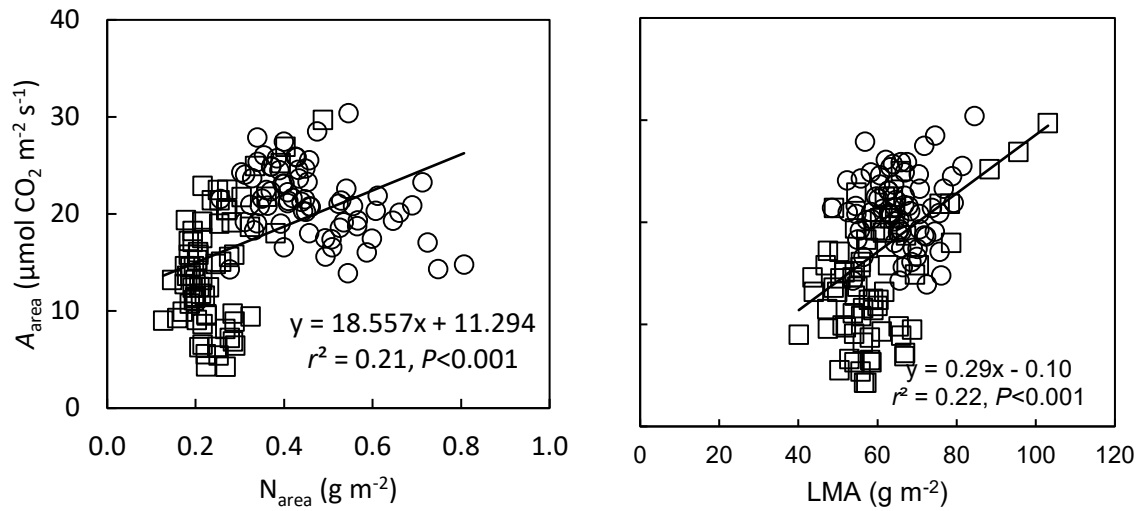 40
30
20
10
0
A_area (µmol CO₂ m⁻² s⁻¹)
y = 18.557x + 11.294
r² = 0.21, P<0.001
0.0 0.2 0.4 0.6 0.8 1.0
N_area (g m⁻²)
y = 0.29x - 0.10
r² = 0.22, P<0.001
0 20 40 60 80 100 120
LMA (g m⁻²)